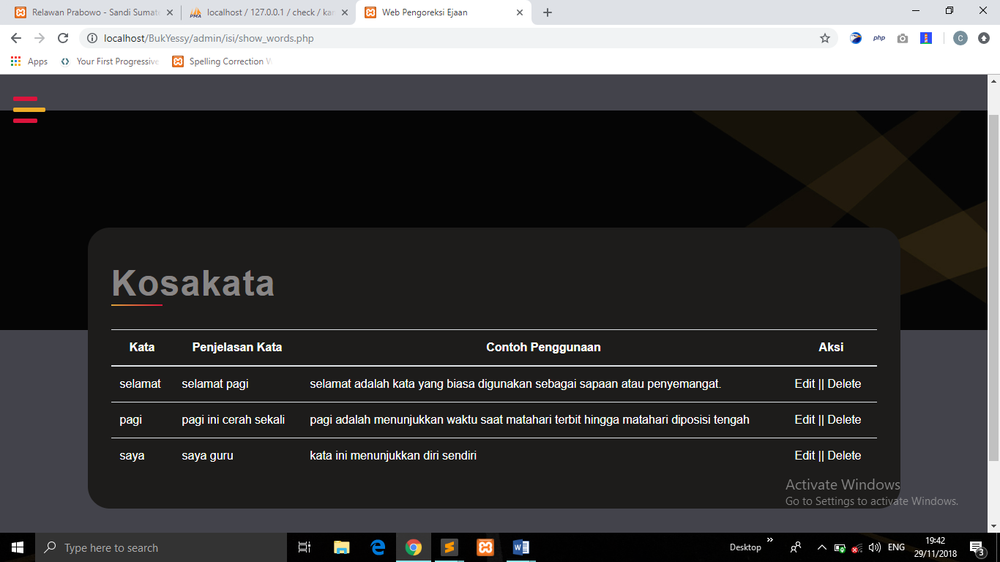 Relawan Prabowo - Sandi Sumat
localhost / 127.0.0.1 / check / kar
Web Pengoreksi Ejaan
localhost/BukYessy/admin/isi/show_words.php
php
C
Apps
Your First Progressive
Spelling Correction W
Kosakata
Kata Penjelasan Kata Contoh Penggunaan Aksi
selamat selamat pagi selamat adalah kata yang biasa digunakan sebagai sapaan atau penyemangat. Edit || Delete
pagi pagi ini cerah sekali pagi adalah menunjukkan waktu saat matahari terbit hingga matahari diposisi tengah Edit || Delete
saya saya guru kata ini menunjukkan diri sendiri Edit || Delete
Activate Windows
Go to Settings to activate Windows.
Type here to search
Desktop
ENG
19:42
29/11/2018
3